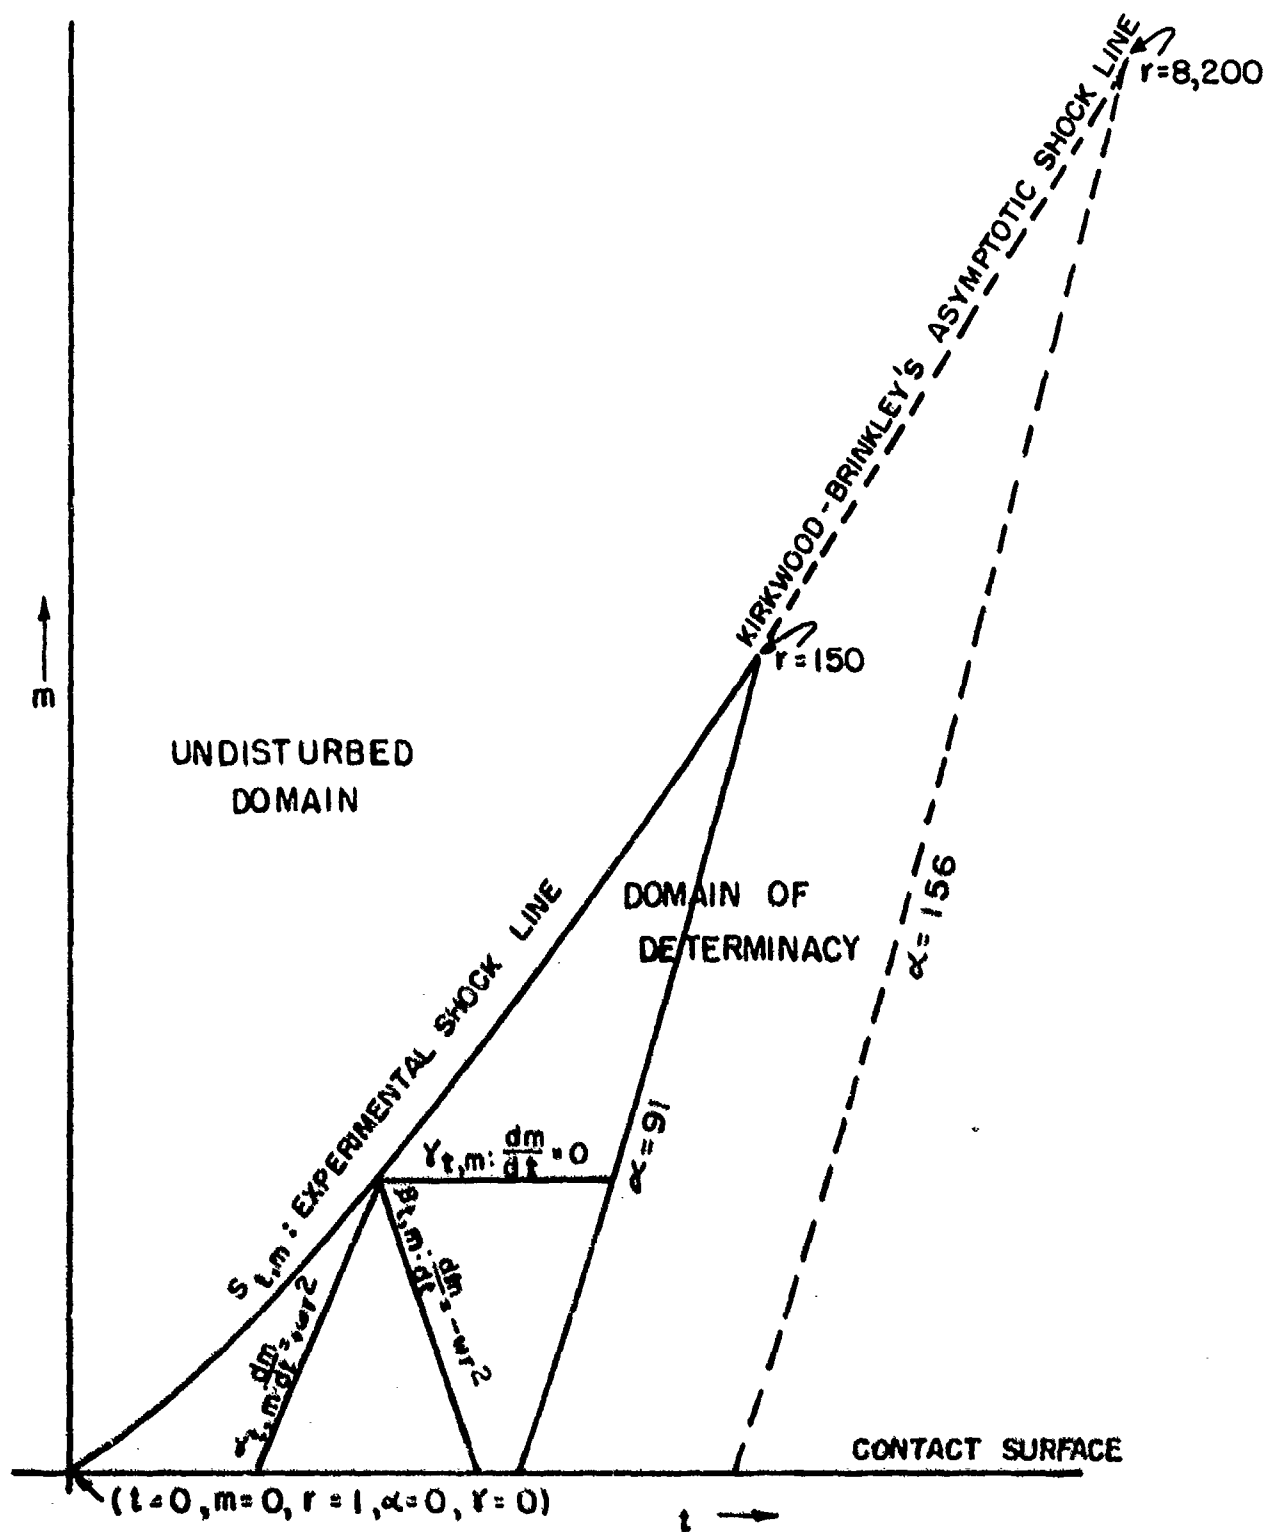 KIRKWOOD-BRINKLEY'S ASYMPTOTIC SHOCK LINE
r=8,200
r=150
m
UNDISTURBED
DOMAIN
DOMAIN OF
DETERMINACY
α=156
α=91
S t,m : EXPERIMENTAL SHOCK LINE
γ t,m: dm/dt = 0
β t,m: dm/dt = -wr²
t,m: dm/dt = wr²
CONTACT SURFACE
(t=0, m=0, r=1, α=0, γ=0)
t